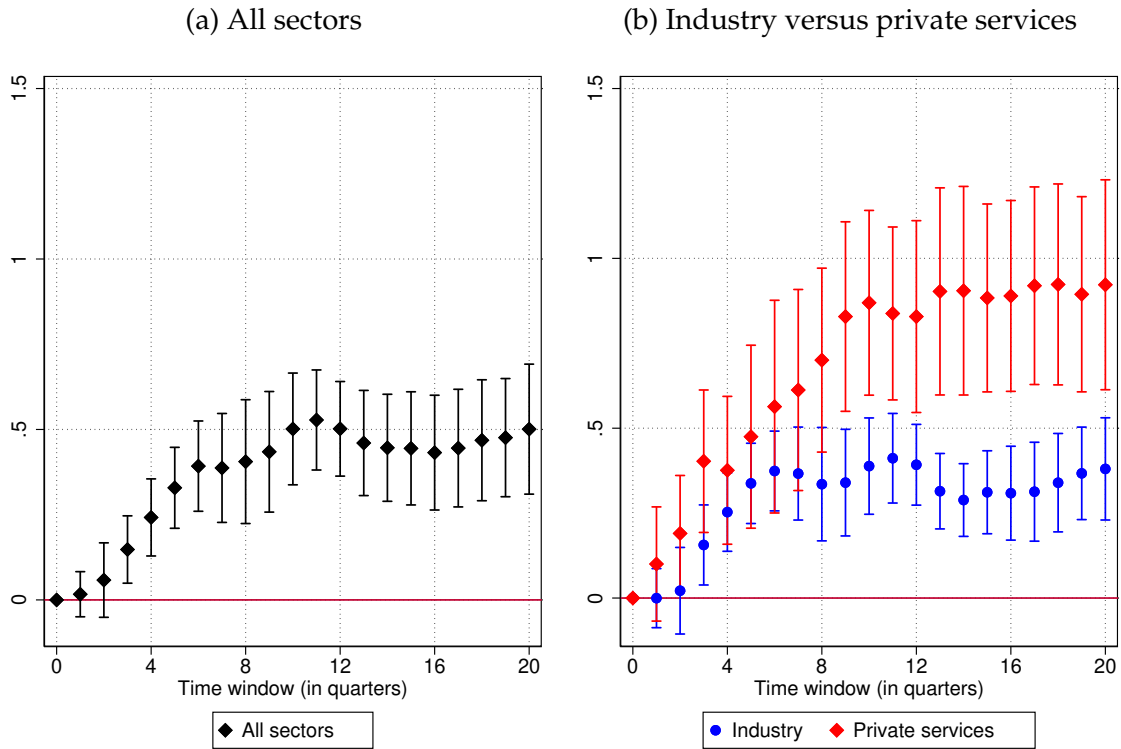 (a) All sectors
1.5
1
.5
0
0 4 8 12 16 20
Time window (in quarters)
All sectors
(b) Industry versus private services
1.5
1
.5
0
0 4 8 12 16 20
Time window (in quarters)
Industry Private services